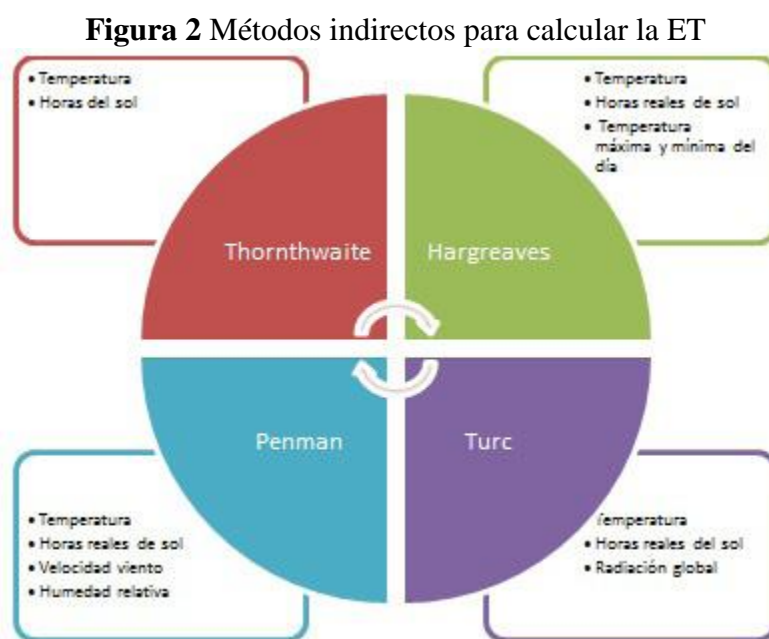 Figura 2 Métodos indirectos para calcular la ET
• Temperatura
• Horas del sol
• Temperatura
• Horas reales de sol
• Temperatura
máxima y mínima del
día
Thornthwaite
Hargreaves
Penman
Turc
• Temperatura
• Horas reales de sol
• Velocidad viento
• Humedad relativa
Temperatura
• Horas reales del sol
• Radiación global